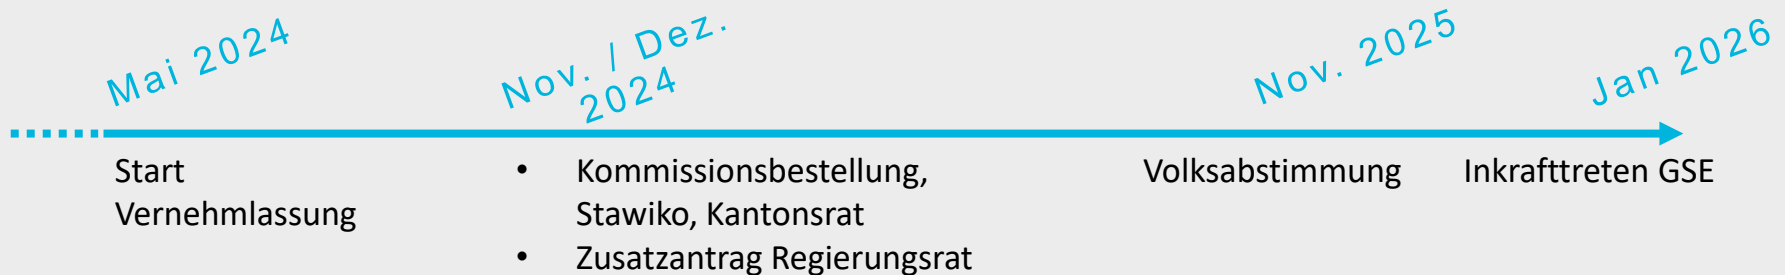 Mai 2024
Nov. / Dez.
2024
Nov. 2025
Jan 2026
Start
Vernehmlassung
• Kommissionsbestellung,
Stawiko, Kantonsrat
• Zusatzantrag Regierungsrat
Volksabstimmung
Inkrafttreten GSE